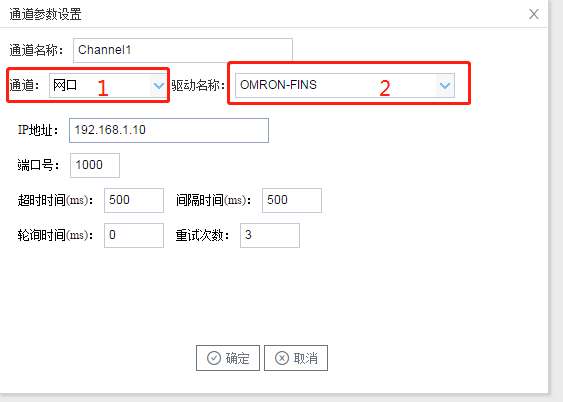 通道参数设置
通道名称: Channel1
通道: 网口 1 驱动名称: OMRON-FINS 2
IP地址: 192.168.1.10
端口号: 1000
超时时间(ms): 500 间隔时间(ms): 500
轮询时间(ms): 0 重试次数: 3
确定 取消